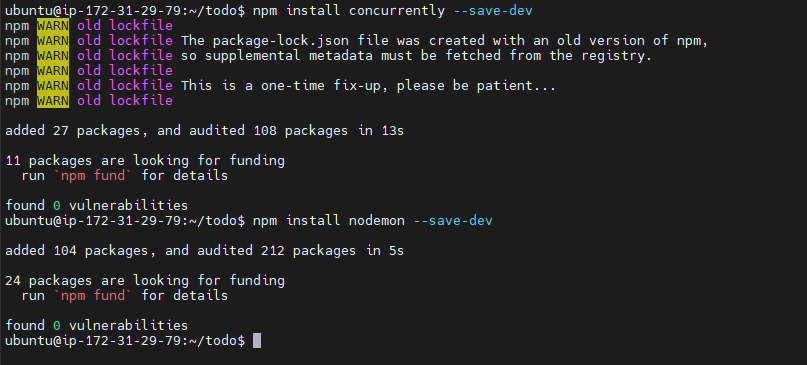 ubuntu@ip-172-31-29-79:~/todo$ npm install concurrently --save-dev
npm WARN old lockfile
npm WARN old lockfile The package-lock.json file was created with an old version of npm,
npm WARN old lockfile so supplemental metadata must be fetched from the registry.
npm WARN old lockfile
npm WARN old lockfile This is a one-time fix-up, please be patient...
npm WARN old lockfile
added 27 packages, and audited 108 packages in 13s
11 packages are looking for funding
  run `npm fund` for details
found 0 vulnerabilities
ubuntu@ip-172-31-29-79:~/todo$ npm install nodemon --save-dev
added 104 packages, and audited 212 packages in 5s
24 packages are looking for funding
  run `npm fund` for details
found 0 vulnerabilities
ubuntu@ip-172-31-29-79:~/todo$